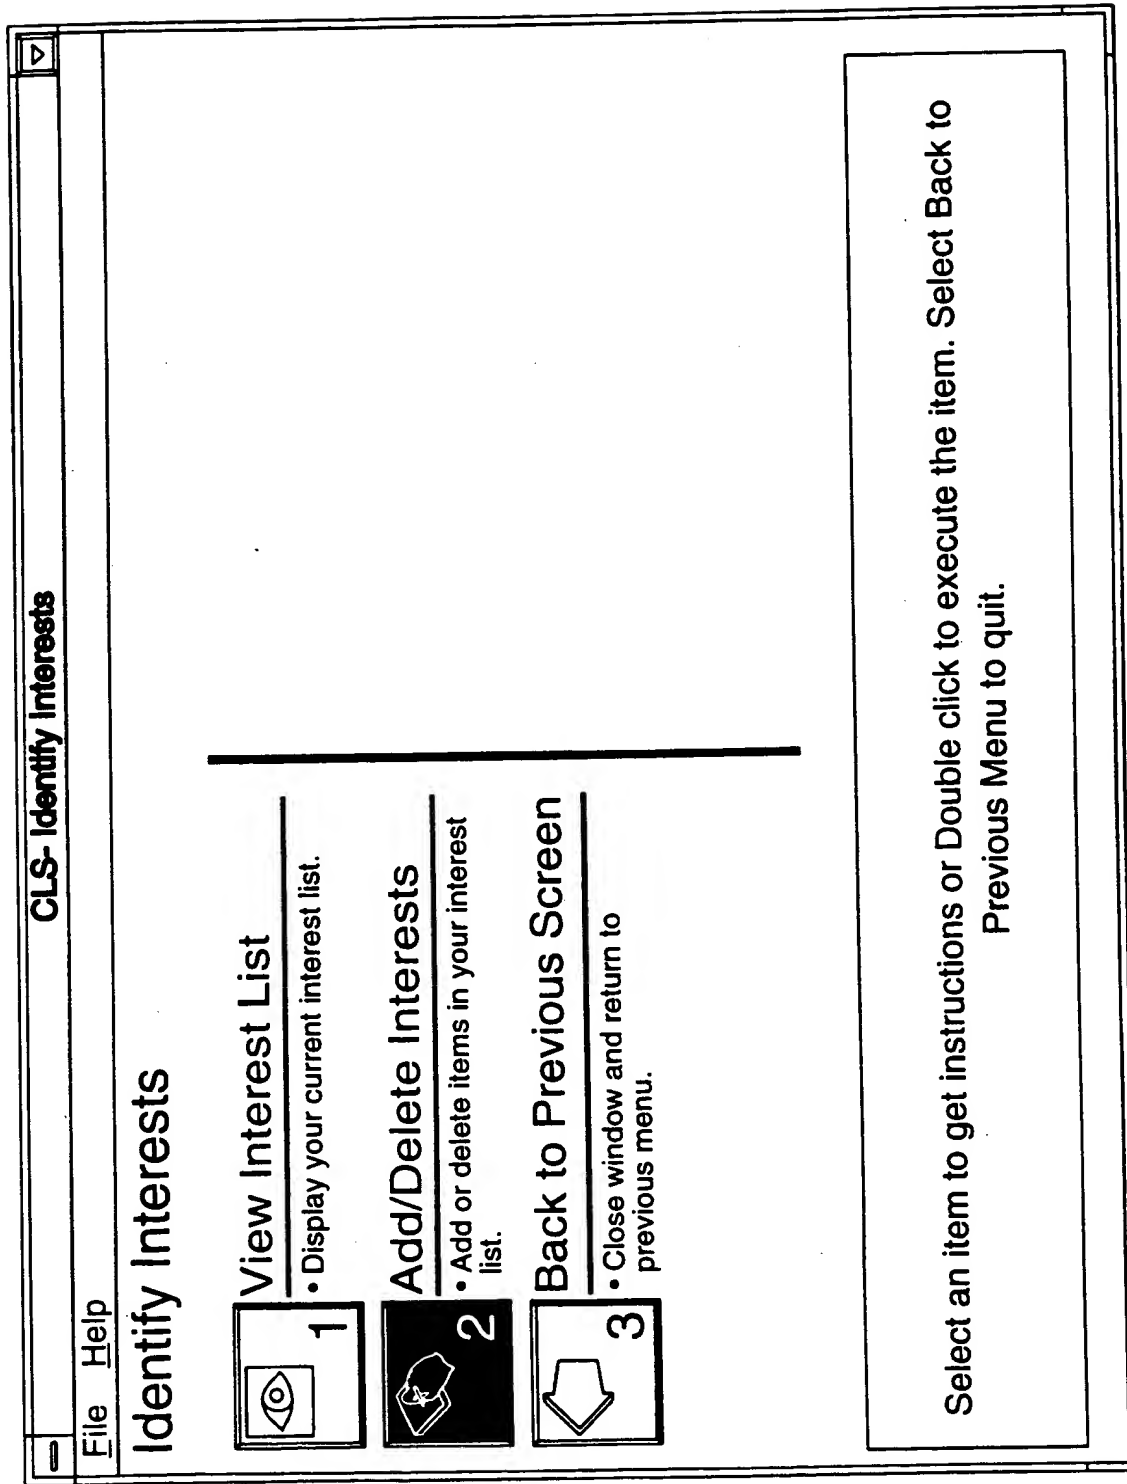 CLS- Identify Interests
File Help
Identify Interests
1
View Interest List
• Display your current interest list.
2
Add/Delete Interests
• Add or delete items in your interest
list.
3
Back to Previous Screen
• Close window and return to
previous menu.
Select an item to get instructions or Double click to execute the item. Select Back to
Previous Menu to quit.